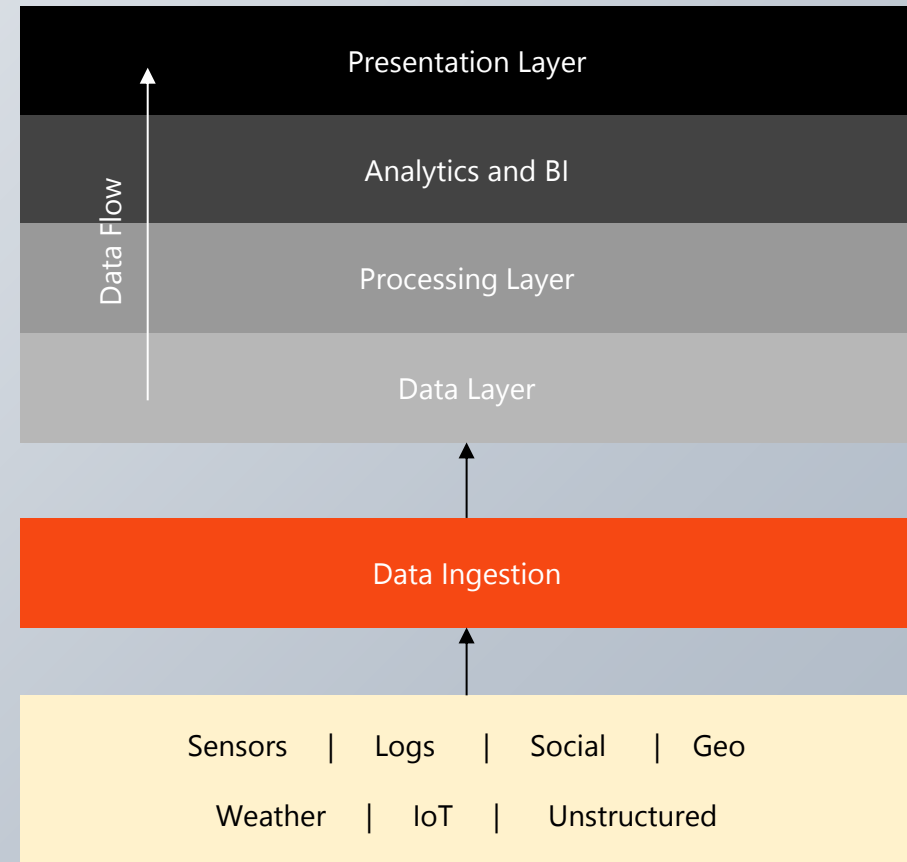 Presentation Layer
Analytics and BI
Data Flow
Processing Layer
Data Layer
Data Ingestion
Sensors | Logs | Social | Geo
Weather | IoT | Unstructured